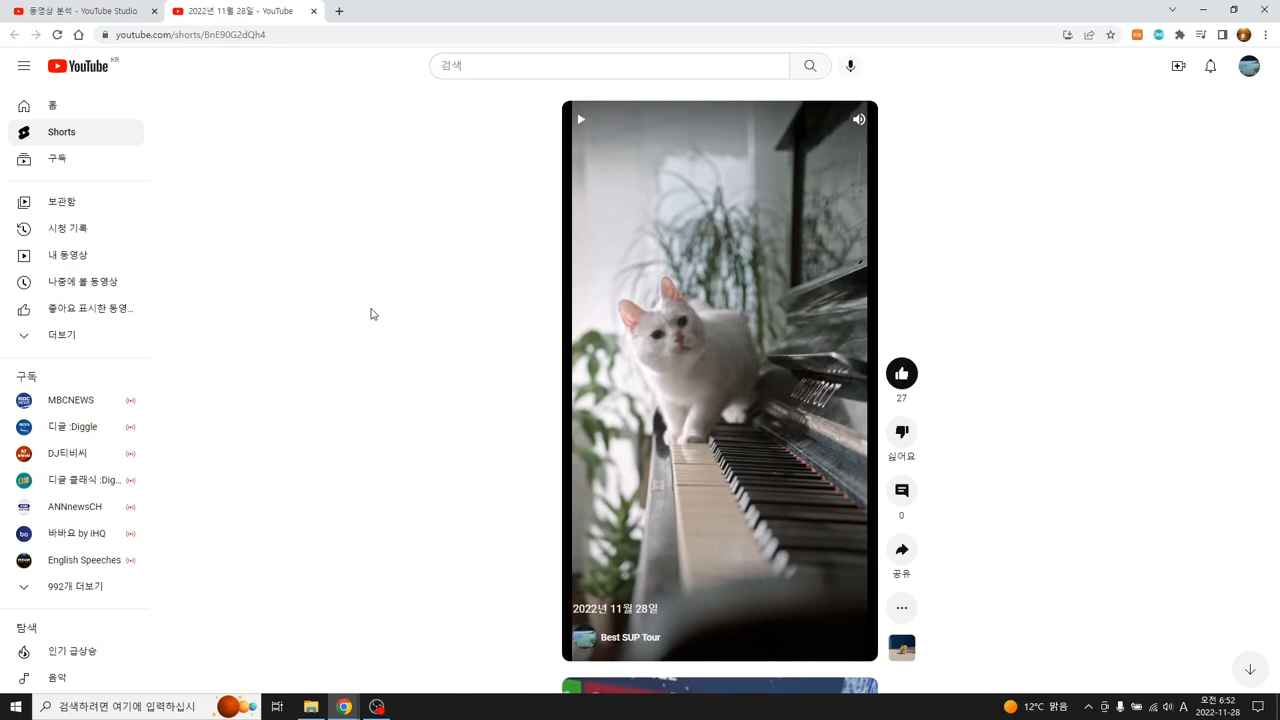 동영상 분석 - YouTube Studio
2022년 11월 28일 - YouTube
youtube.com/shorts/BnE90G2dQh4
YouTube KR
검색
홈
Shorts
구독
보관함
시청 기록
내 동영상
나중에 볼 동영상
좋아요 표시한 동영...
더보기
구독
MBCNEWS
디글 :Diggle
DJ티비씨
디글 클래식 :Dig...
ANNnewsCH
바바요 by iHQ
English Speeches
992개 더보기
탐색
인기 급상승
음악
2022년 11월 28일
Best SUP Tour
27
싫어요
0
공유
검색하려면 여기에 입력하십시
12°C 맑음
A
오전 6:52
2022-11-28